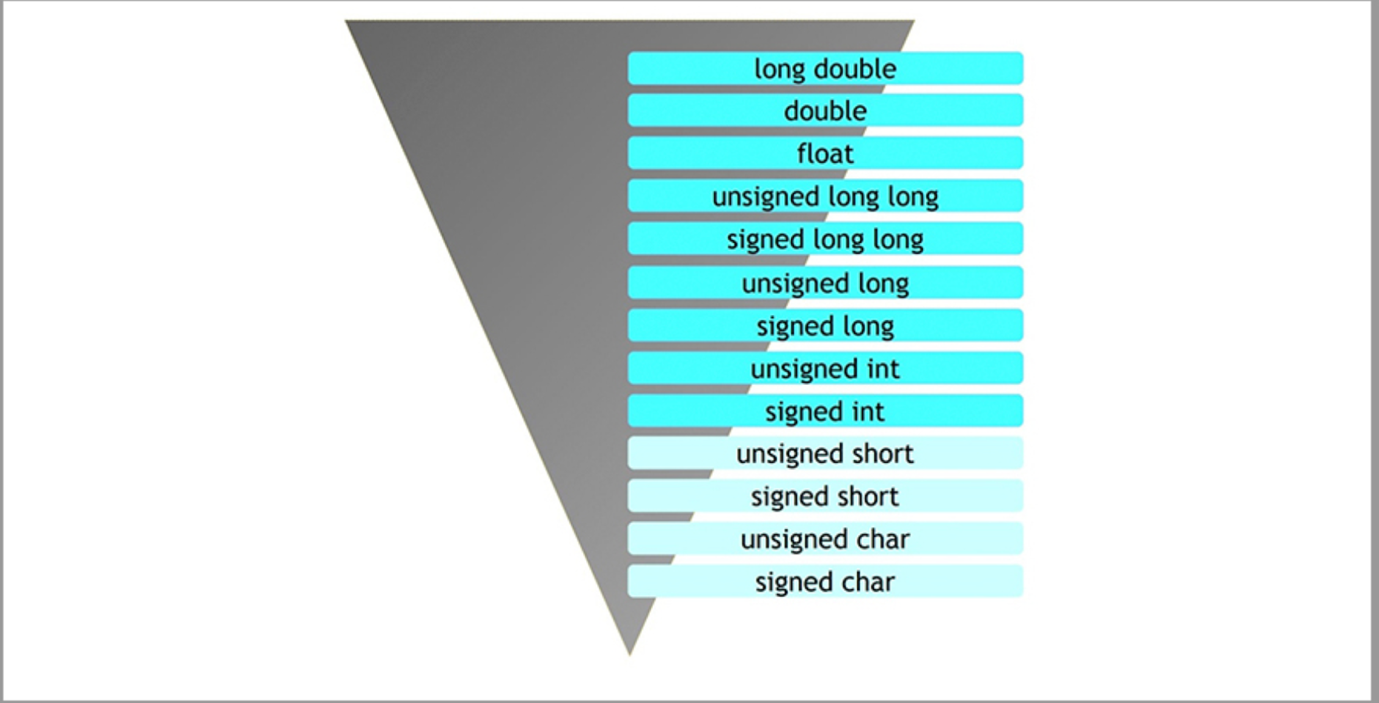 long double
double
float
unsigned long long
signed long long
unsigned long
signed long
unsigned int
signed int
unsigned short
signed short
unsigned char
signed char